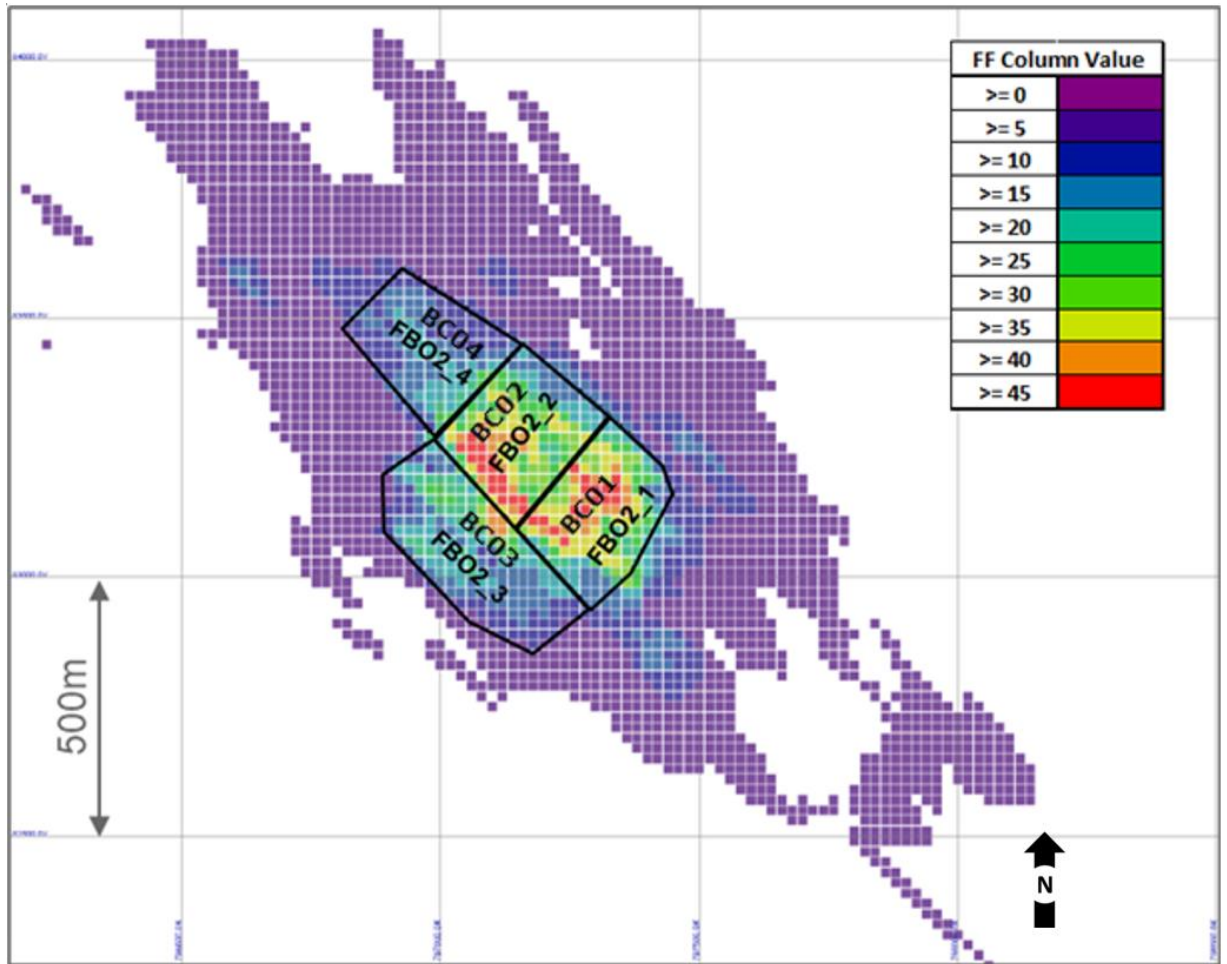 FF Column Value
>= 0
>= 5
>= 10
>= 15
>= 20
>= 25
>= 30
>= 35
>= 40
>= 45
BC04
FBO2_4
BC02
FBO2_2
BC01
FBO2_1
BC03
FBO2_3
500m
N